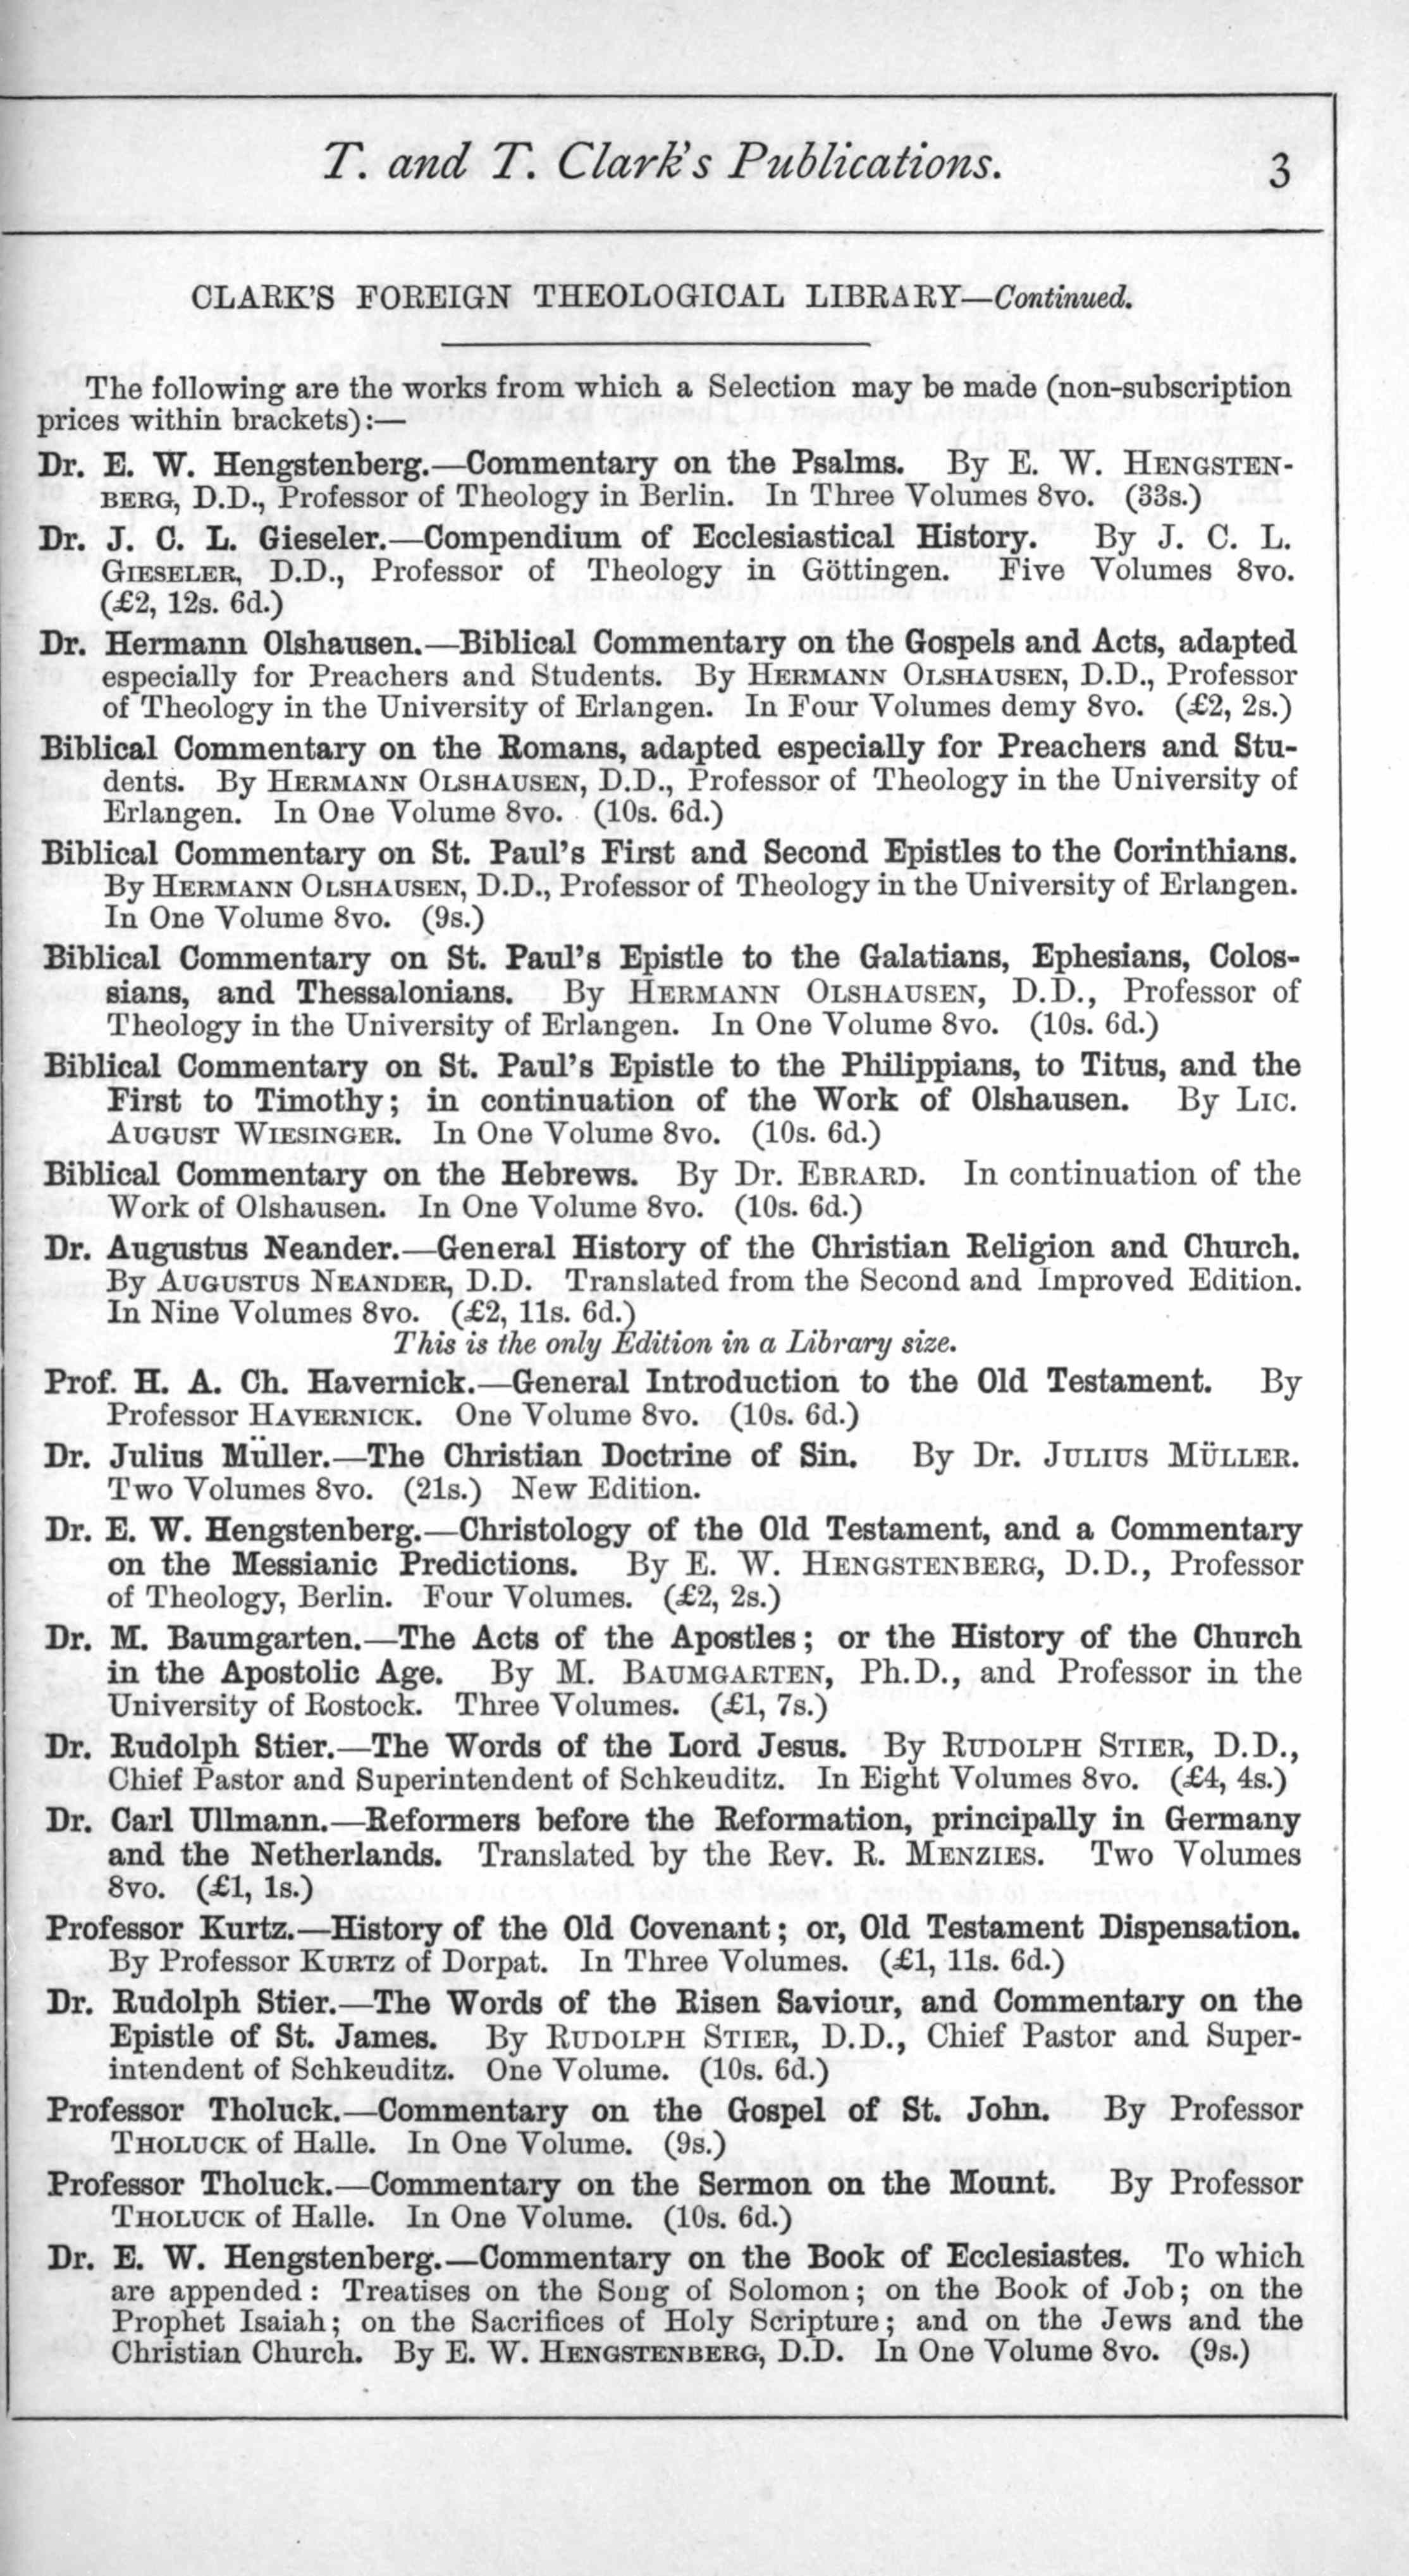 T. and T. Clark's Publications. 3
CLARK'S FOREIGN THEOLOGICAL LIBRARY—Continued.
The following are the works from which a Selection may be made (non-subscription
prices within brackets):—
Dr. E. W. Hengstenberg.—Commentary on the Psalms. By E. W. HENGSTEN-
BERG, D.D., Professor of Theology in Berlin. In Three Volumes 8vo. (33s.)
Dr. J. C. L. Gieseler.—Compendium of Ecclesiastical History. By J. C. L.
GIESELER, D.D., Professor of Theology in Göttingen. Five Volumes 8vo.
(£2, 12s. 6d.)
Dr. Hermann Olshausen.—Biblical Commentary on the Gospels and Acts, adapted
especially for Preachers and Students. By HERMANN OLSHAUSEN, D.D., Professor
of Theology in the University of Erlangen. In Four Volumes demy 8vo. (£2, 2s.)
Biblical Commentary on the Romans, adapted especially for Preachers and Stu-
dents. By HERMANN OLSHAUSEN, D.D., Professor of Theology in the University of
Erlangen. In One Volume 8vo. (10s. 6d.)
Biblical Commentary on St. Paul's First and Second Epistles to the Corinthians.
By HERMANN OLSHAUSEN, D.D., Professor of Theology in the University of Erlangen.
In One Volume 8vo. (9s.)
Biblical Commentary on St. Paul's Epistle to the Galatians, Ephesians, Colos-
sians, and Thessalonians. By HERMANN OLSHAUSEN, D.D., Professor of
Theology in the University of Erlangen. In One Volume 8vo. (10s. 6d.)
Biblical Commentary on St. Paul's Epistle to the Philippians, to Titus, and the
First to Timothy; in continuation of the Work of Olshausen. By LIC.
AUGUST WIESINGER. In One Volume 8vo. (10s. 6d.)
Biblical Commentary on the Hebrews. By Dr. EBRARD. In continuation of the
Work of Olshausen. In One Volume 8vo. (10s. 6d.)
Dr. Augustus Neander.—General History of the Christian Religion and Church.
By AUGUSTUS NEANDER, D.D. Translated from the Second and Improved Edition.
In Nine Volumes 8vo. (£2, 11s. 6d.)
This is the only Edition in a Library size.
Prof. H. A. Ch. Havernick.—General Introduction to the Old Testament. By
Professor HAVERNICK. One Volume 8vo. (10s. 6d.)
Dr. Julius Müller.—The Christian Doctrine of Sin. By Dr. JULIUS MÜLLER.
Two Volumes 8vo. (21s.) New Edition.
Dr. E. W. Hengstenberg.—Christology of the Old Testament, and a Commentary
on the Messianic Predictions. By E. W. HENGSTENBERG, D.D., Professor
of Theology, Berlin. Four Volumes. (£2, 2s.)
Dr. M. Baumgarten.—The Acts of the Apostles; or the History of the Church
in the Apostolic Age. By M. BAUMGARTEN, Ph.D., and Professor in the
University of Rostock. Three Volumes. (£1, 7s.)
Dr. Rudolph Stier.—The Words of the Lord Jesus. By RUDOLPH STIER, D.D.,
Chief Pastor and Superintendent of Schkeuditz. In Eight Volumes 8vo. (£4, 4s.)
Dr. Carl Ullmann.—Reformers before the Reformation, principally in Germany
and the Netherlands. Translated by the Rev. R. MENZIES. Two Volumes
8vo. (£1, 1s.)
Professor Kurtz.—History of the Old Covenant; or, Old Testament Dispensation.
By Professor KURTZ of Dorpat. In Three Volumes. (£1, 11s. 6d.)
Dr. Rudolph Stier.—The Words of the Risen Saviour, and Commentary on the
Epistle of St. James. By RUDOLPH STIER, D.D., Chief Pastor and Super-
intendent of Schkeuditz. One Volume. (10s. 6d.)
Professor Tholuck.—Commentary on the Gospel of St. John. By Professor
THOLUCK of Halle. In One Volume. (9s.)
Professor Tholuck.—Commentary on the Sermon on the Mount. By Professor
THOLUCK of Halle. In One Volume. (10s. 6d.)
Dr. E. W. Hengstenberg.—Commentary on the Book of Ecclesiastes. To which
are appended: Treatises on the Song of Solomon; on the Book of Job; on the
Prophet Isaiah; on the Sacrifices of Holy Scripture; and on the Jews and the
Christian Church. By E. W. HENGSTENBERG, D.D. In One Volume 8vo. (9s.)